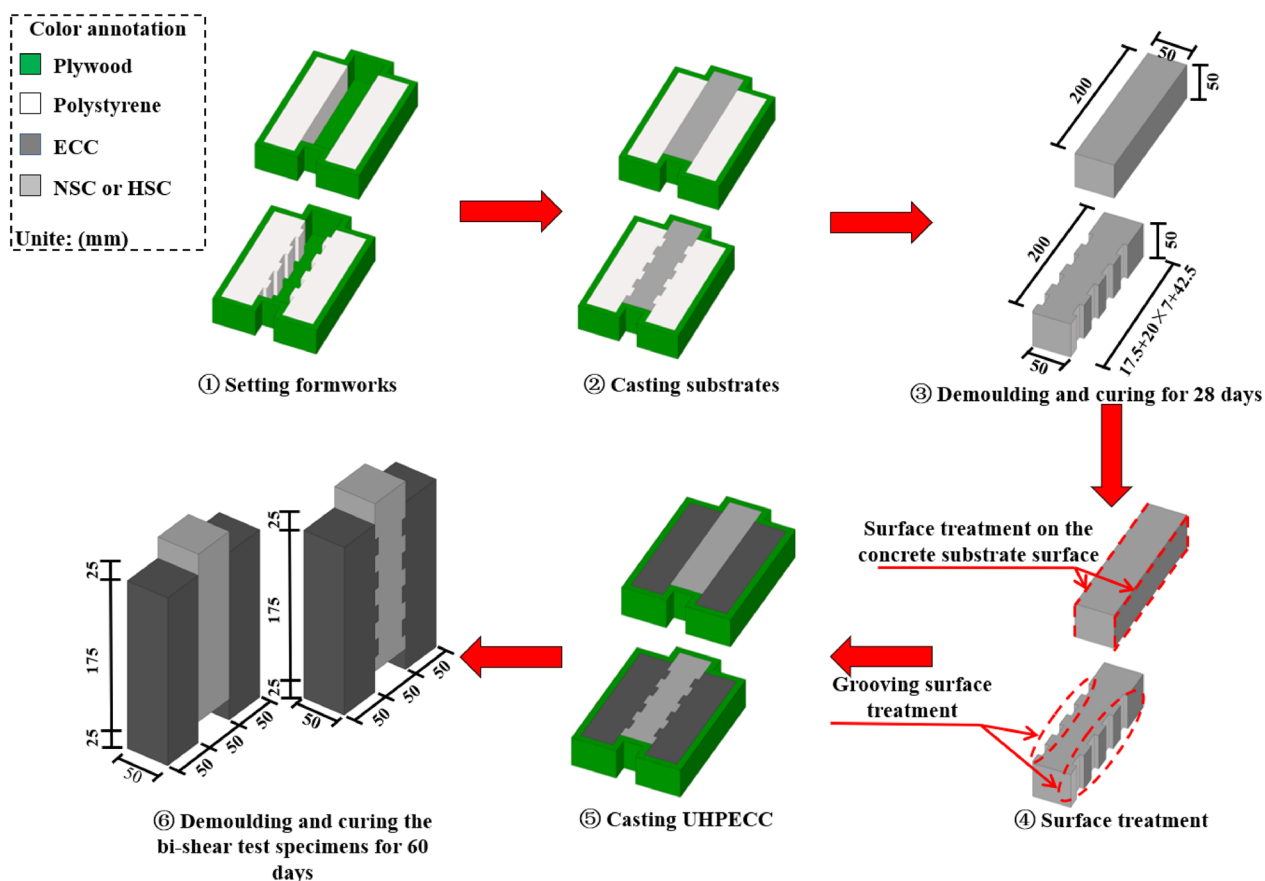 Color annotation
Plywood
Polystyrene
ECC
NSC or HSC
Unite: (mm)
① Setting formworks
② Casting substrates
200
50
50
200
50
50
17.5+20×7+42.5
③ Demoulding and curing for 28 days
Surface treatment on the
concrete substrate surface
Grooving surface
treatment
④ Surface treatment
⑤ Casting UHPECC
25
175
25
50
50
50
50
25
175
25
50
50
50
50
⑥ Demoulding and curing the
bi-shear test specimens for 60
days